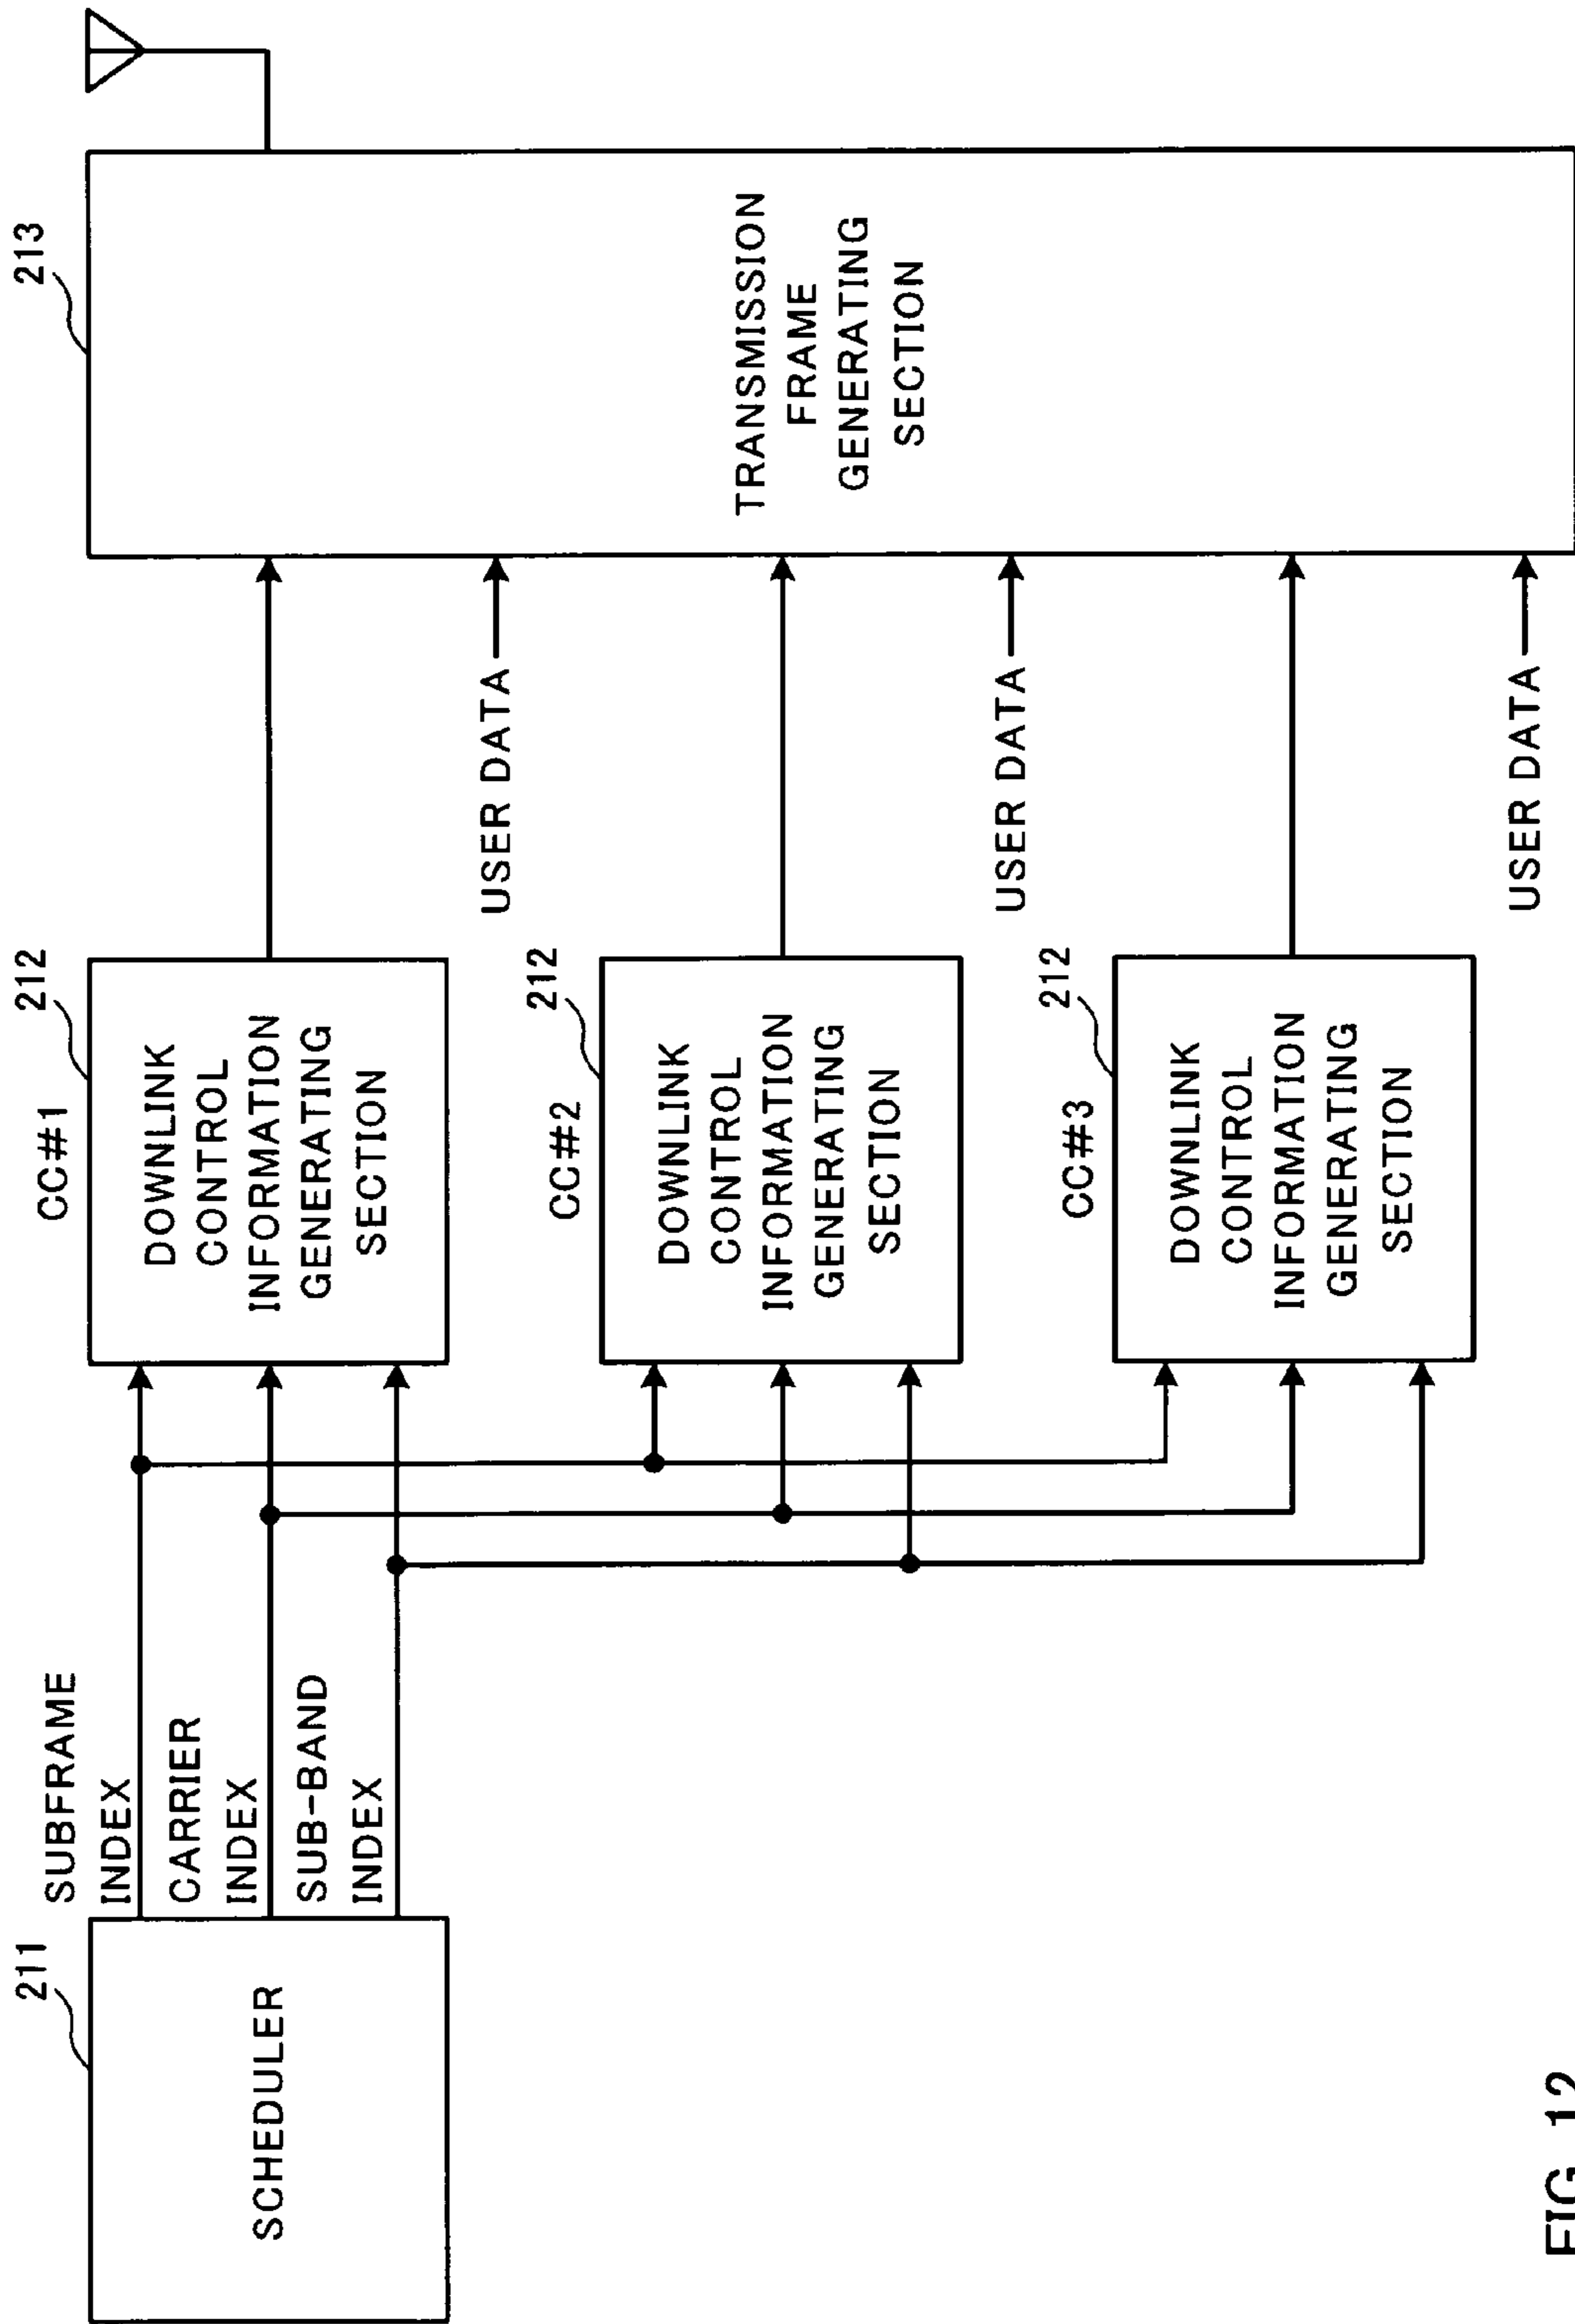 211
SCHEDULER
SUBFRAME
INDEX
CARRIER
INDEX
SUB-BAND
INDEX
CC#1
212
DOWNLINK
CONTROL
INFORMATION
GENERATING
SECTION
CC#2
212
DOWNLINK
CONTROL
INFORMATION
GENERATING
SECTION
CC#3
212
DOWNLINK
CONTROL
INFORMATION
GENERATING
SECTION
USER DATA
USER DATA
USER DATA
213
TRANSMISSION
FRAME
GENERATING
SECTION
FIG. 12